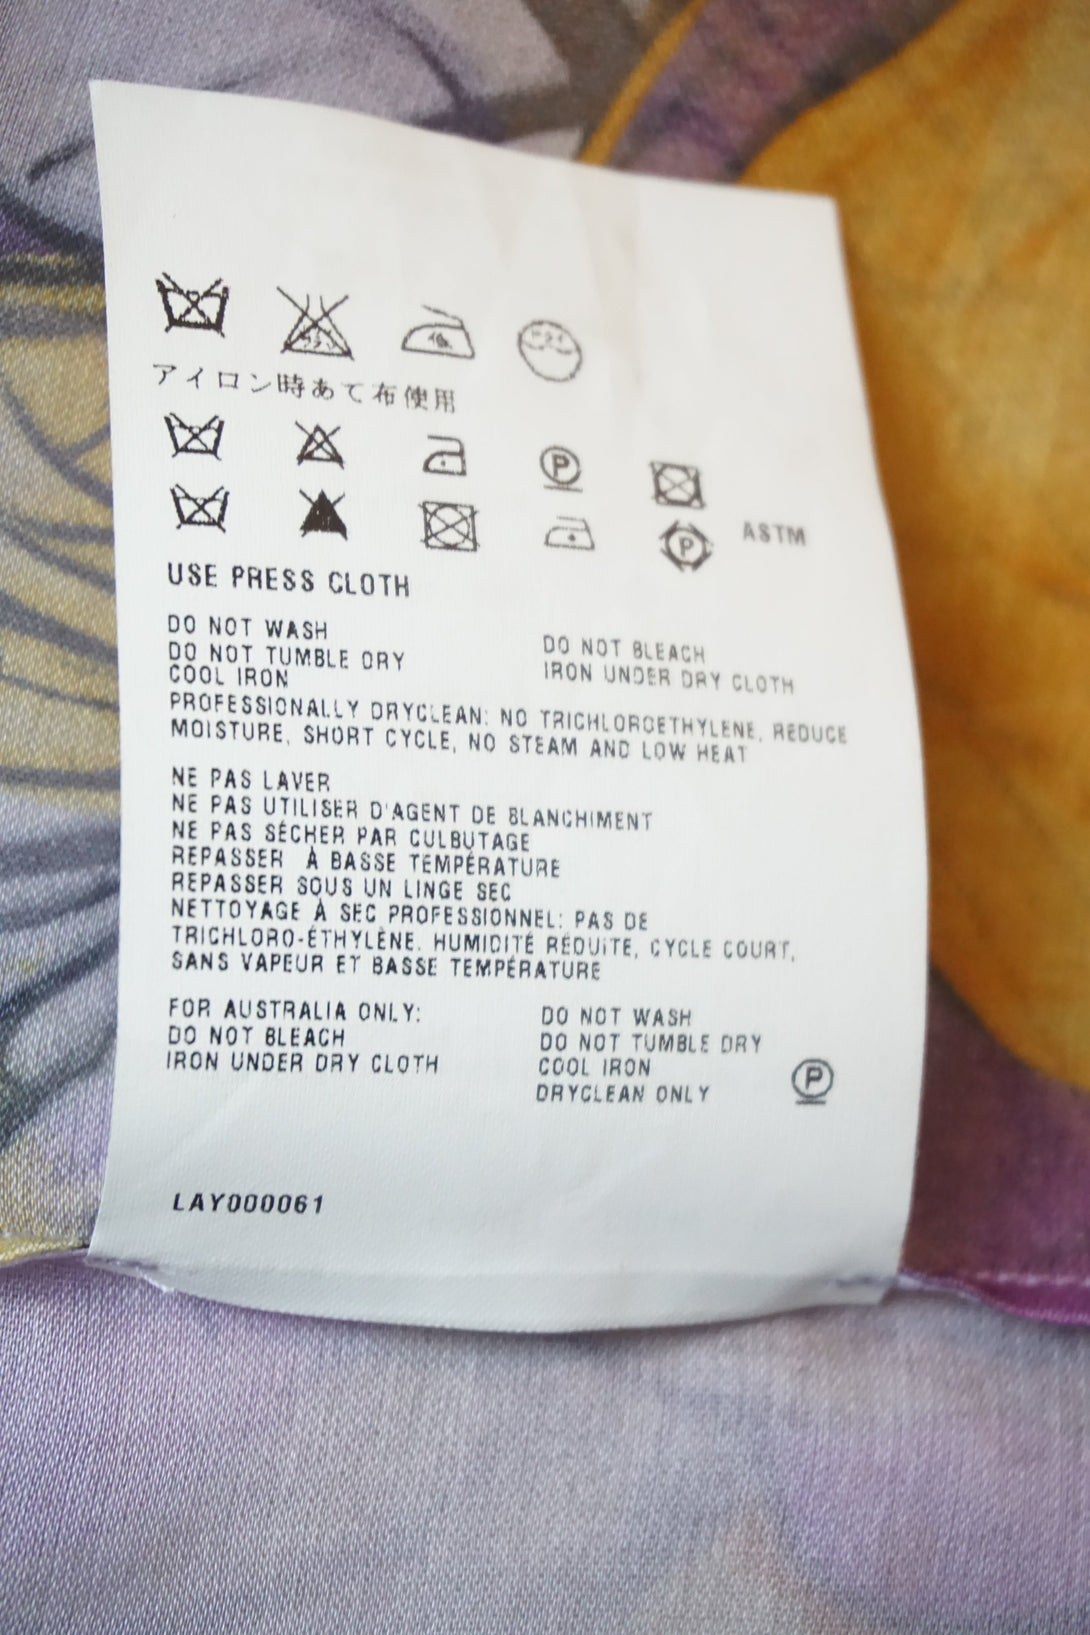 低
ドライ
アイロン時あて布使用
P
P
ASTM
USE PRESS CLOTH
DO NOT WASH
DO NOT TUMBLE DRY
COOL IRON
DO NOT BLEACH
IRON UNDER DRY CLOTH
PROFESSIONALLY DRYCLEAN: NO TRICHLOROETHYLENE, REDUCE
MOISTURE, SHORT CYCLE, NO STEAM AND LOW HEAT
NE PAS LAVER
NE PAS UTILISER D'AGENT DE BLANCHIMENT
NE PAS SÉCHER PAR CULBUTAGE
REPASSER À BASSE TEMPÉRATURE
REPASSER SOUS UN LINGE SEC
NETTOYAGE À SEC PROFESSIONNEL: PAS DE
TRICHLORO-ÉTHYLÈNE. HUMIDITÉ RÉDUITE, CYCLE COURT,
SANS VAPEUR ET BASSE TEMPÉRATURE
FOR AUSTRALIA ONLY:
DO NOT BLEACH
IRON UNDER DRY CLOTH
DO NOT WASH
DO NOT TUMBLE DRY
COOL IRON
DRYCLEAN ONLY
P
LAY000061